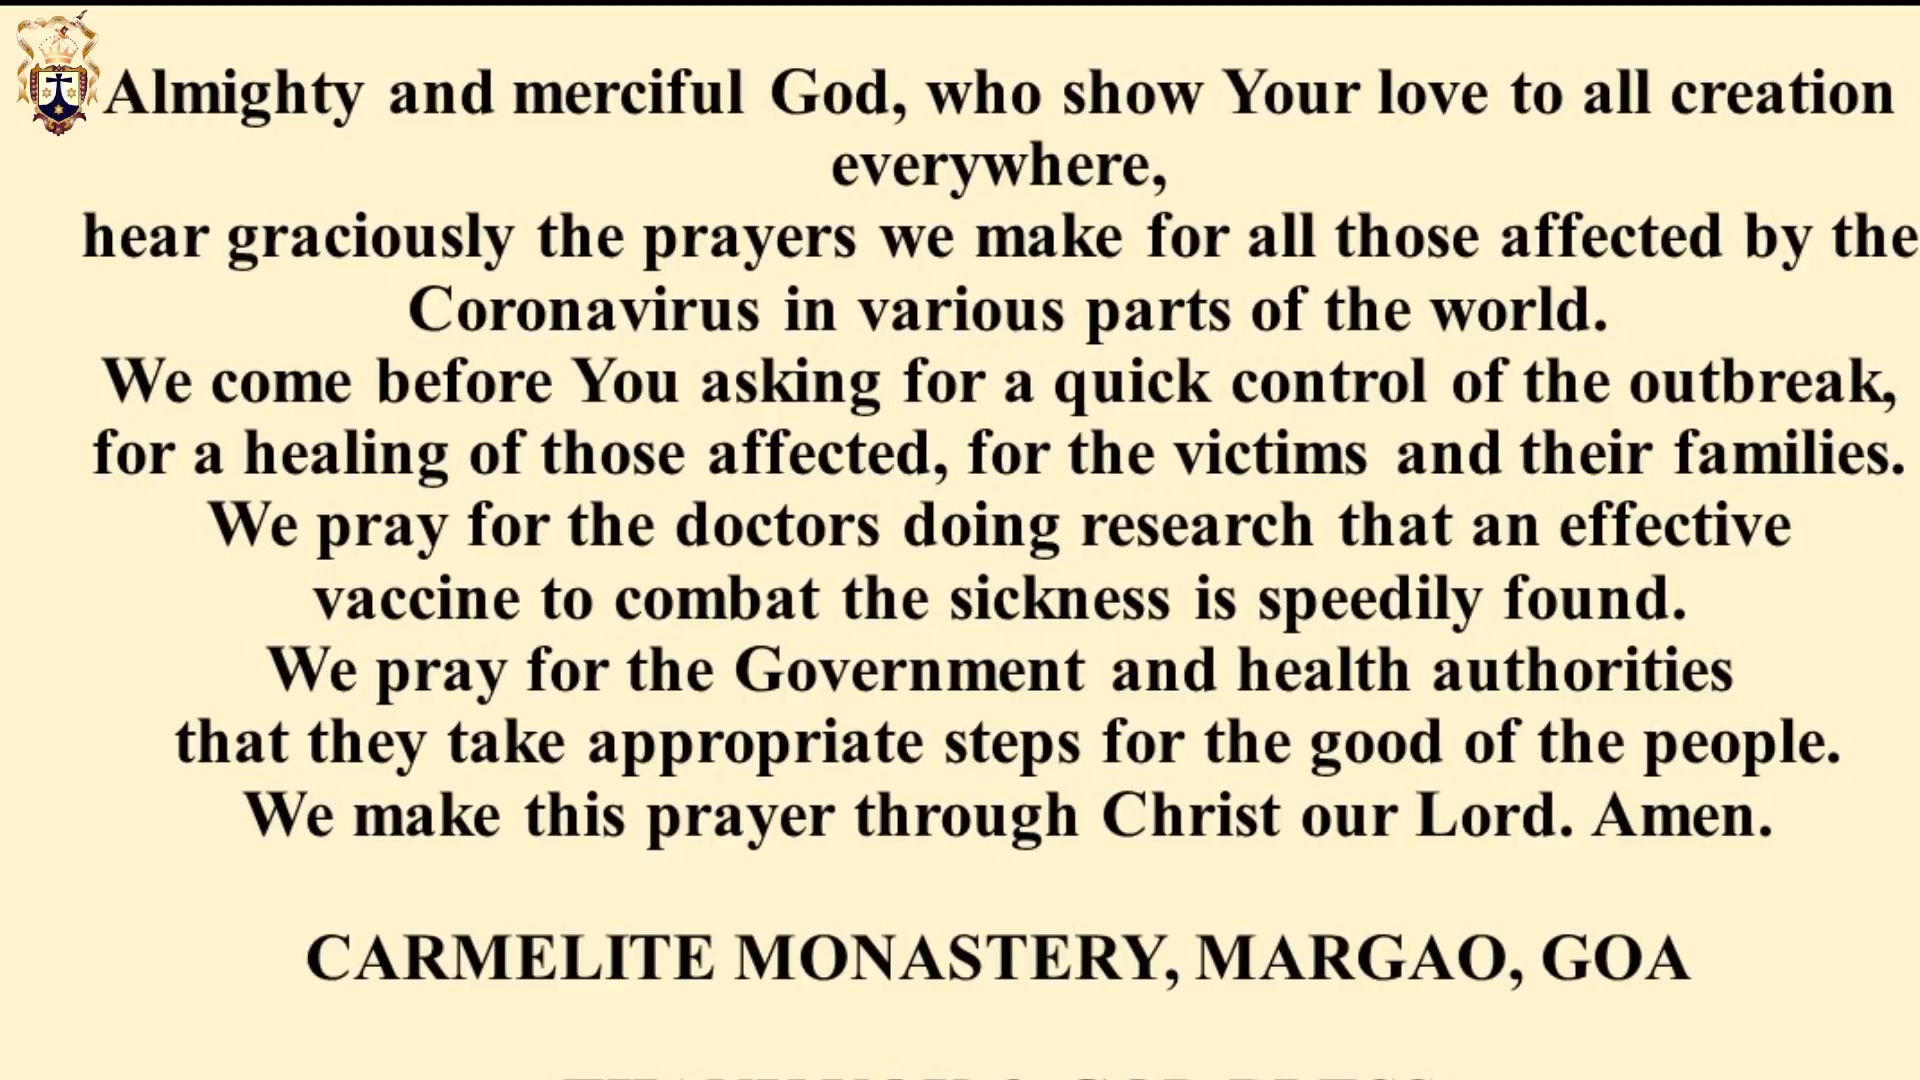 Almighty and merciful God, who show Your love to all creation
everywhere,
hear graciously the prayers we make for all those affected by the
Coronavirus in various parts of the world.
We come before You asking for a quick control of the outbreak,
for a healing of those affected, for the victims and their families.
We pray for the doctors doing research that an effective
vaccine to combat the sickness is speedily found.
We pray for the Government and health authorities
that they take appropriate steps for the good of the people.
We make this prayer through Christ our Lord. Amen.
CARMELITE MONASTERY, MARGAO, GOA